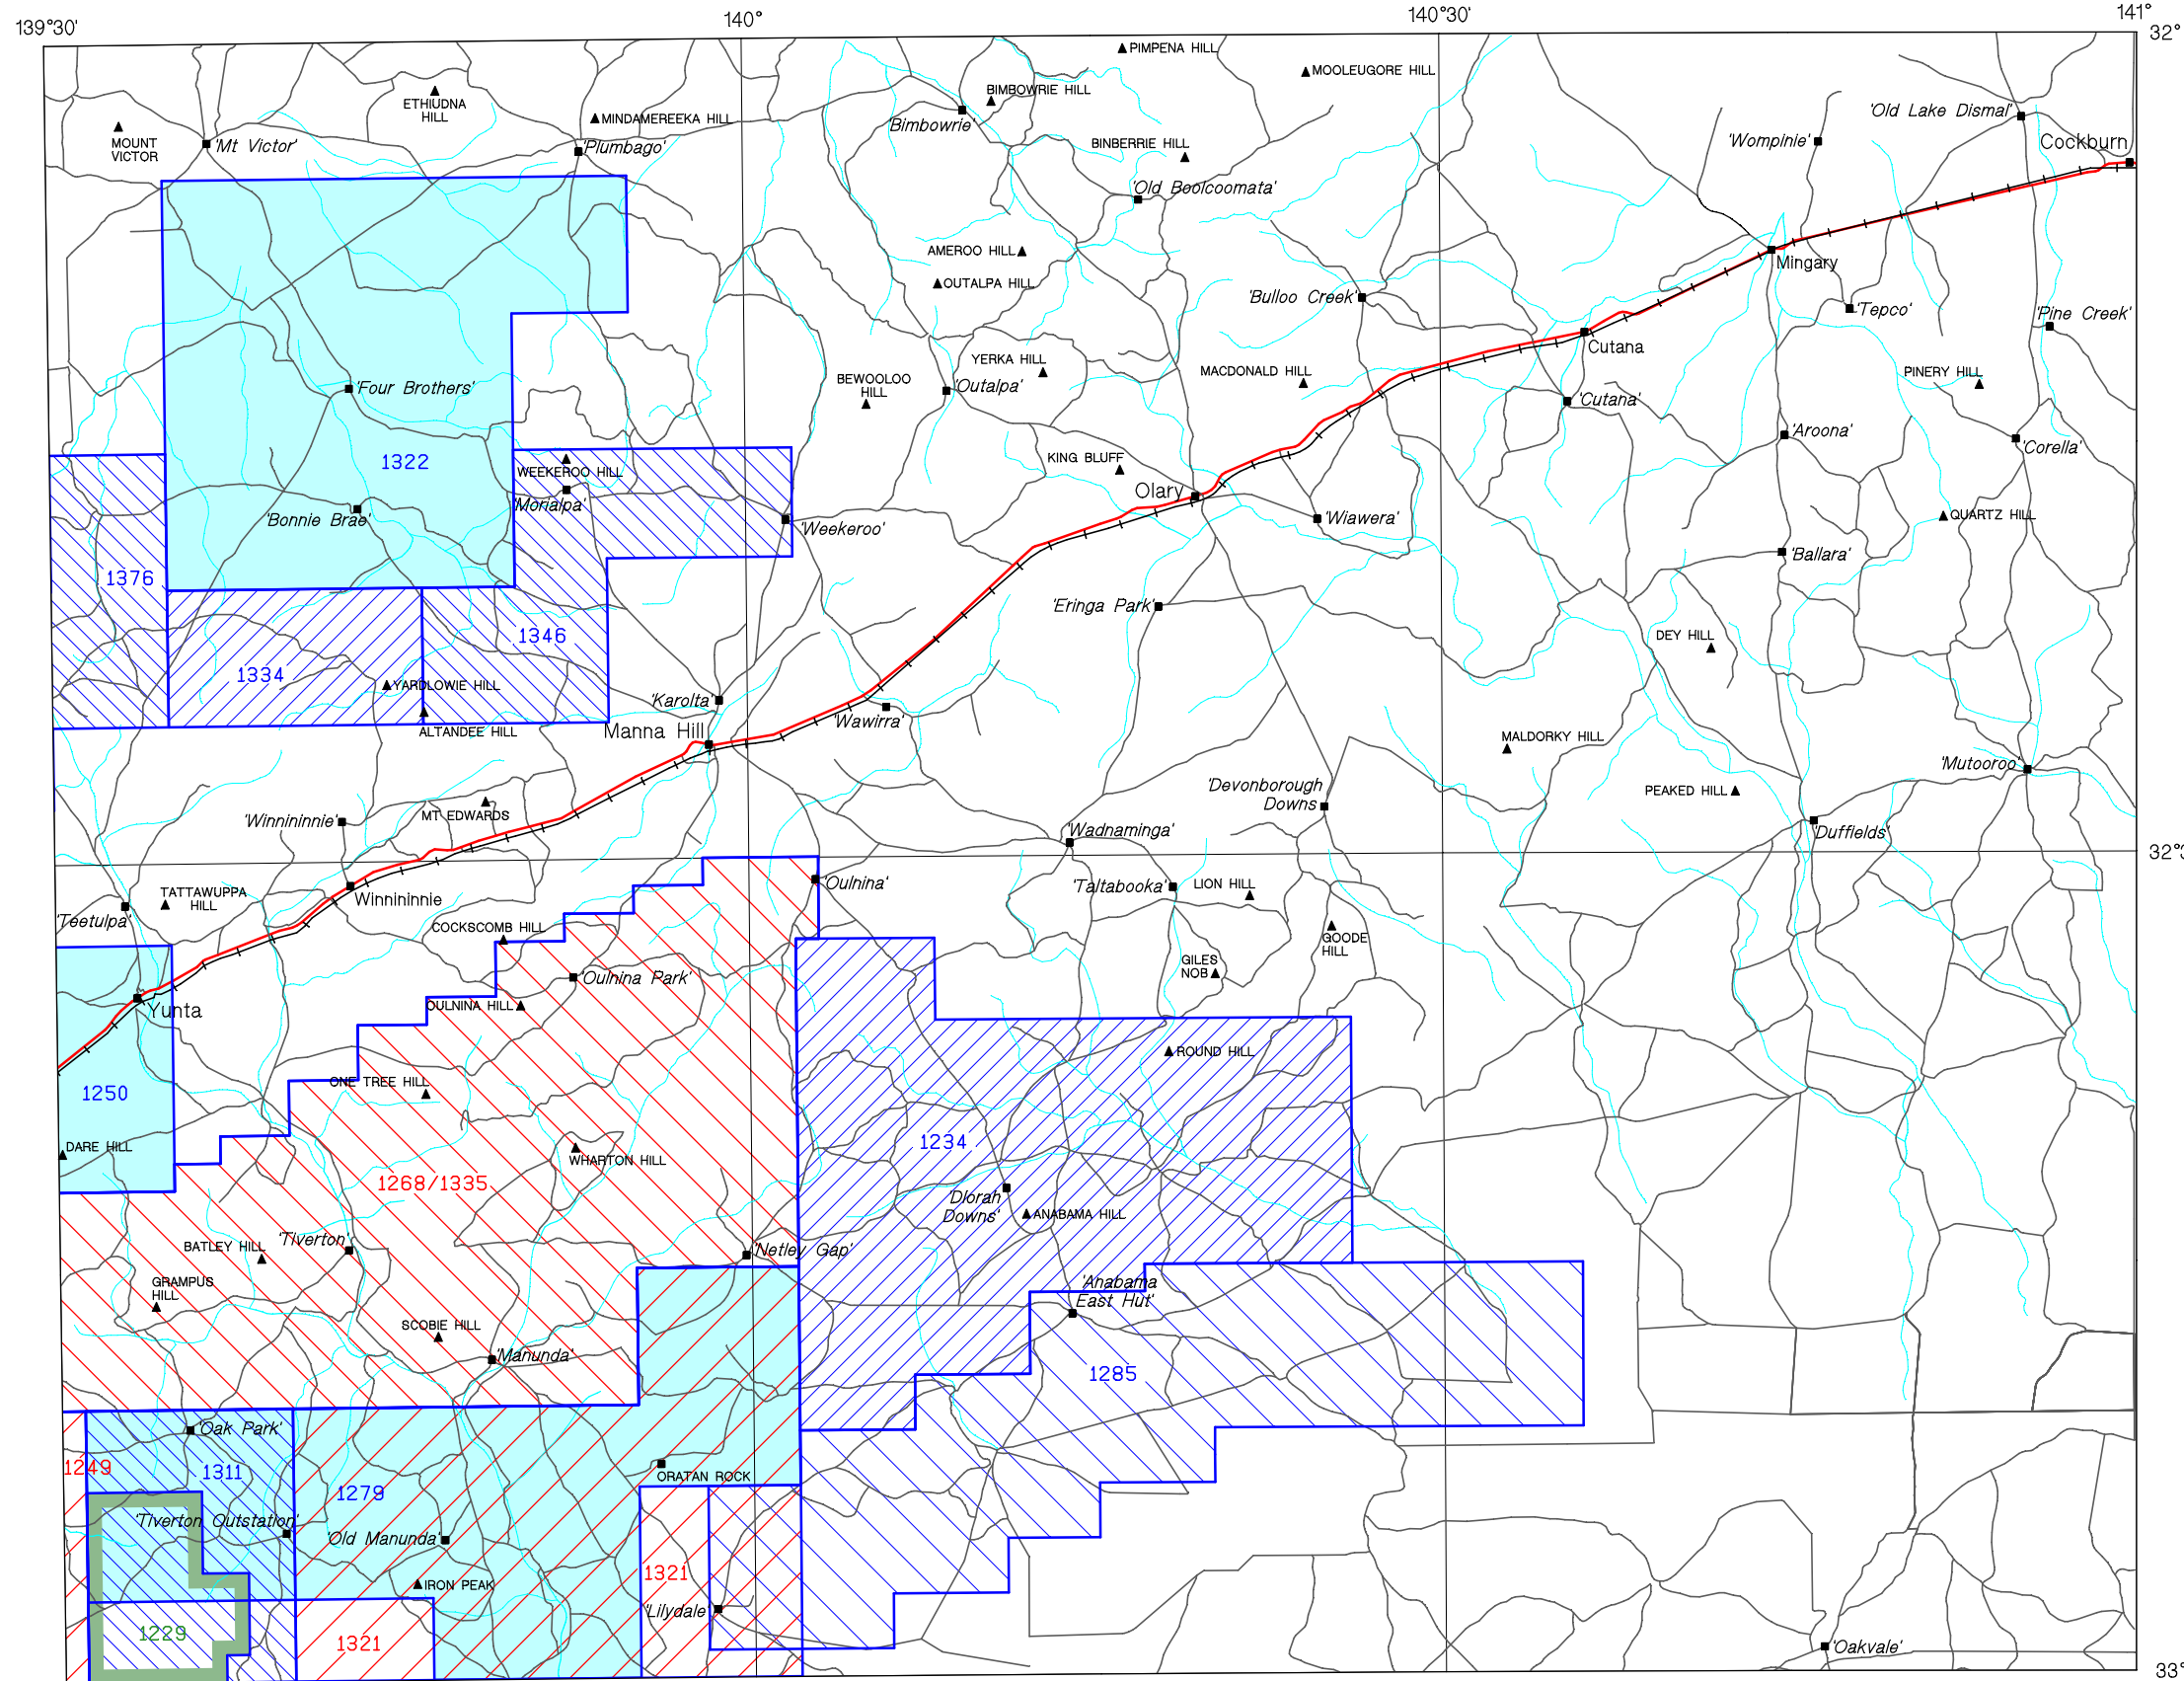 139°30'
140°
140°30'
141°
32°
PIMPENA HILL
MOOLEUGORE HILL
ETHIUDNA
HILL
BIMBOWRIE HILL
MINDAMEREEKA HILL
'Old Lake Dismal'
MOUNT
VICTOR
'Mt Victor'
'Plumbago'
Bimbowrie'
BINBERRIE HILL
'Wompinie'
Cockburn
'Old Boolcoomata'
AMEROO HILL
OUTALPA HILL
Mingary
'Bulloo Creek'
'Tepco'
'Pine Creek'
Cutana
YERKA HILL
MACDONALD HILL
PINERY HILL
BEWOOLOO
HILL
'Four Brothers'
'Outalpa'
'Cutana'
'Aroona'
'Corella'
1322
WEEKEROO HILL
KING BLUFF
Olary
'Morialpa'
'Bonnie Brae'
'Weekeroo'
'Wiawera'
QUARTZ HILL
'Ballara'
1376
'Eringa Park'
1346
DEY HILL
1334
YARDLOWIE HILL
'Karolta'
'Wawirra'
ALTANDEE HILL
Manna Hill
MALDORKY HILL
'Mutooroo'
'Devonborough
Downs
PEAKED HILL
MT EDWARDS
'Winnininnie'
'Wadnaminga'
'Duffields'
32°3
'Oulnina'
'Taltabooka'
LION HILL
TATTAWUPPA
HILL
Winnininnie
'Teetulpa'
COCKSCOMB HILL
GOODE
HILL
GILES
NOB
'Oulnina Park'
OULNINA HILL
Yunta
ROUND HILL
ONE TREE HILL
1250
1234
DARE HILL
WHARTON HILL
1268/1335
'Dlorah
Downs'
ANABAMA HILL
BATLEY HILL
'Tiverton'
'Netley Gap'
GRAMPUS
HILL
'Anabama
East Hut'
SCOBIE HILL
'Manunda'
1285
'Oak Park'
1249
1311
ORATAN ROCK
1279
'Tiverton Outstation'
'Old Manunda'
1321
IRON PEAK
'Lilydale'
1229
1321
'Oakvale'
33°